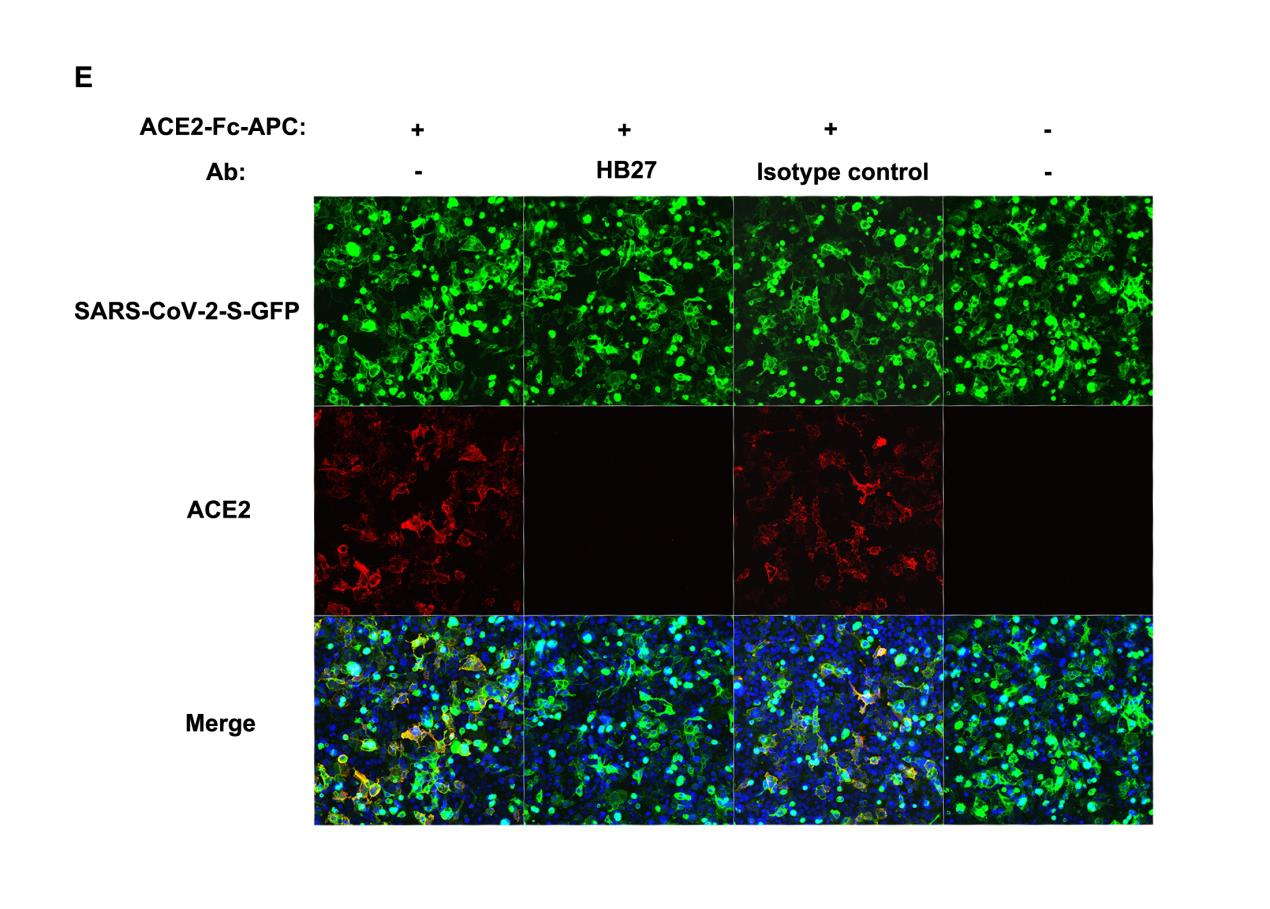 E
ACE2-Fc-APC: + + + -
Ab: - HB27 Isotype control -
SARS-CoV-2-S-GFP
ACE2
Merge